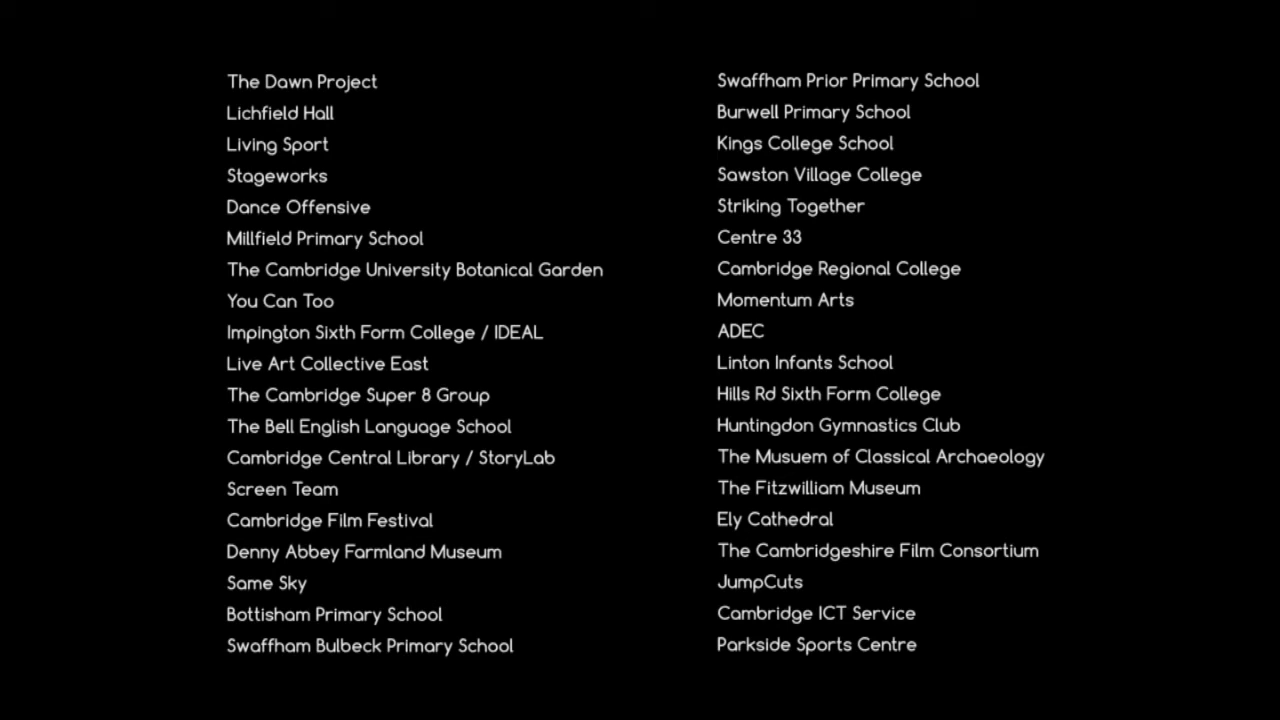 The Dawn Project
Lichfield Hall
Living Sport
Stageworks
Dance Offensive
Millfield Primary School
The Cambridge University Botanical Garden
You Can Too
Impington Sixth Form College / IDEAL
Live Art Collective East
The Cambridge Super 8 Group
The Bell English Language School
Cambridge Central Library / StoryLab
Screen Team
Cambridge Film Festival
Denny Abbey Farmland Museum
Same Sky
Bottisham Primary School
Swaffham Bulbeck Primary School
Swaffham Prior Primary School
Burwell Primary School
Kings College School
Sawston Village College
Striking Together
Centre 33
Cambridge Regional College
Momentum Arts
ADEC
Linton Infants School
Hills Rd Sixth Form College
Huntingdon Gymnastics Club
The Musuem of Classical Archaeology
The Fitzwilliam Museum
Ely Cathedral
The Cambridgeshire Film Consortium
JumpCuts
Cambridge ICT Service
Parkside Sports Centre